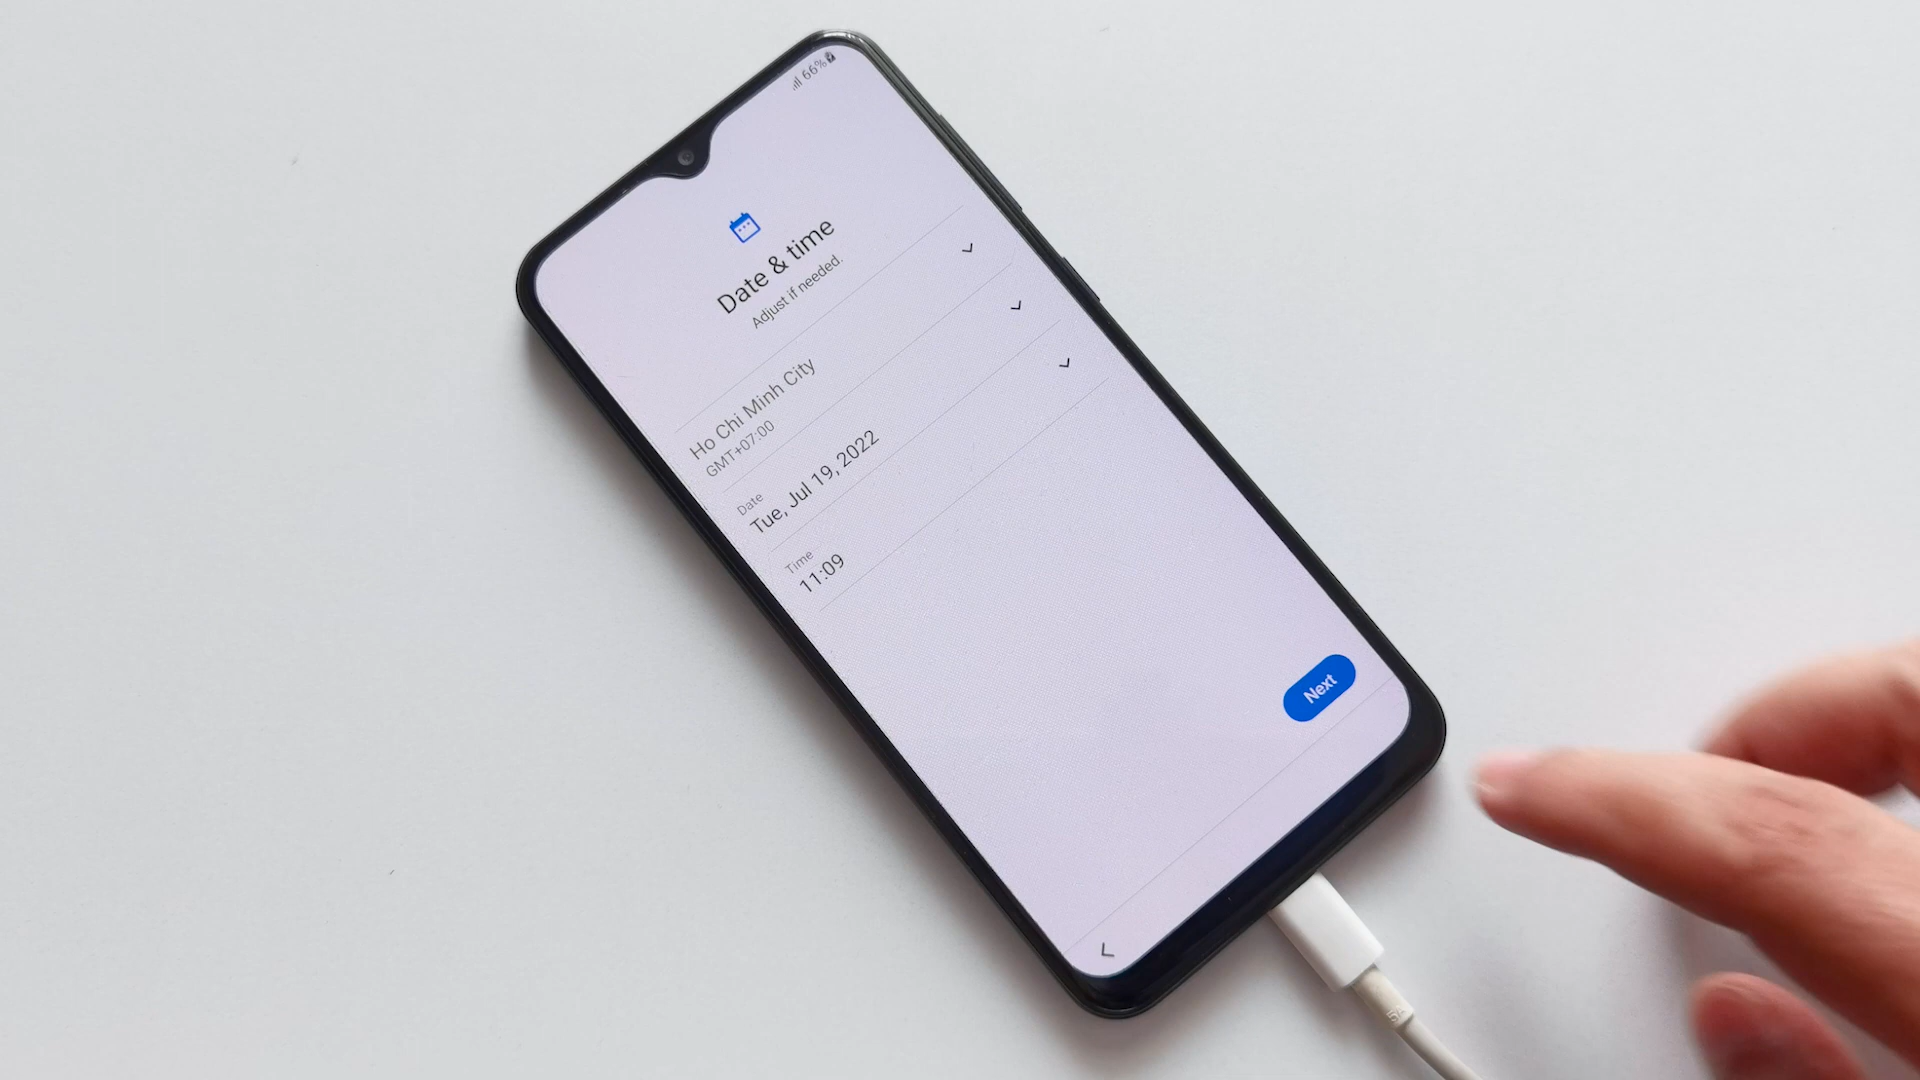 66%
Date & time
Adjust if needed.
Ho Chi Minh City
GMT+07:00
Date
Tue, Jul 19, 2022
Time
11:09
Next
5A